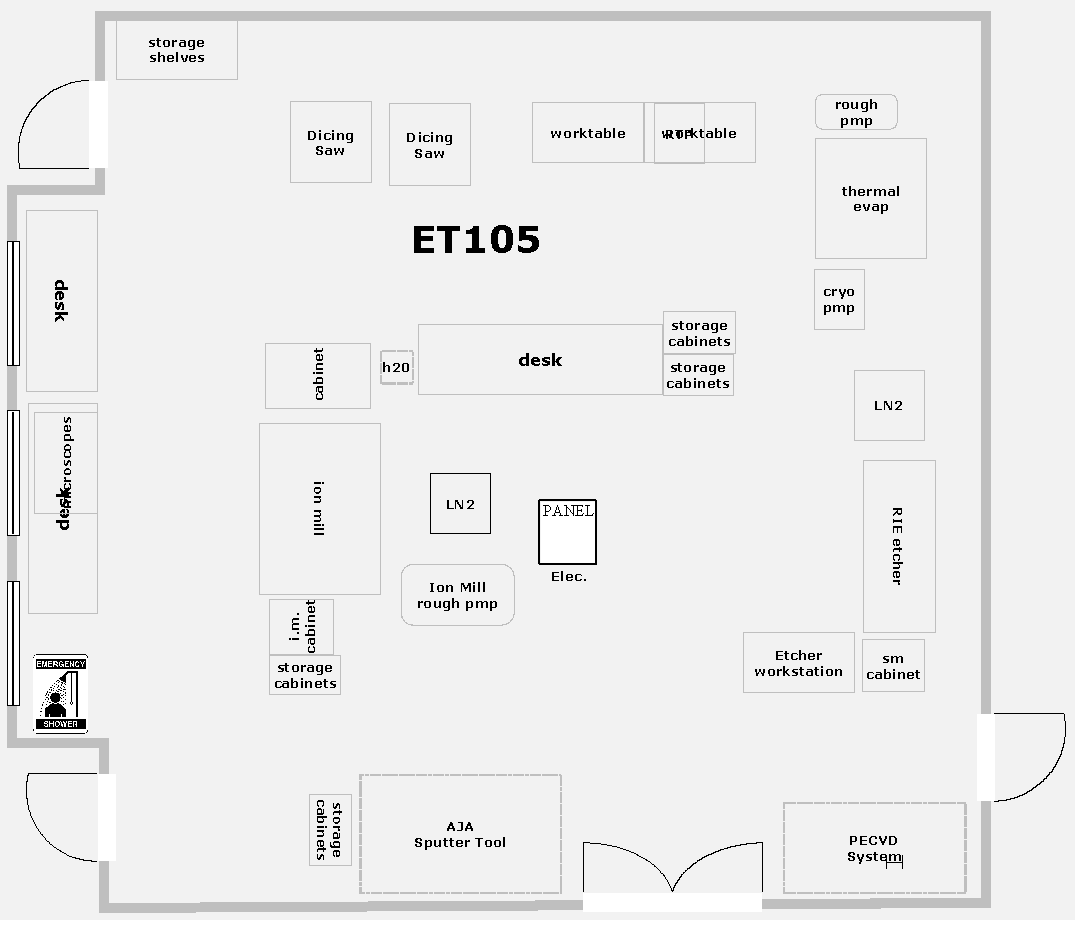 storage
shelves
rough
pmp
Dicing
Saw
Dicing
Saw
worktable
RTP
worktable
thermal
evap
ET105
desk
cryo
pmp
storage
cabinets
cabinet
h20
desk
storage
cabinets
LN2
microscopes
desk
ion mill
LN2
PANEL
Elec.
RIE etcher
Ion Mill
rough pmp
i.m.
cabinet
storage
cabinets
Etcher
workstation
sm
cabinet
EMERGENCY
SHOWER
storage
cabinets
AJA
Sputter Tool
PECVD
System